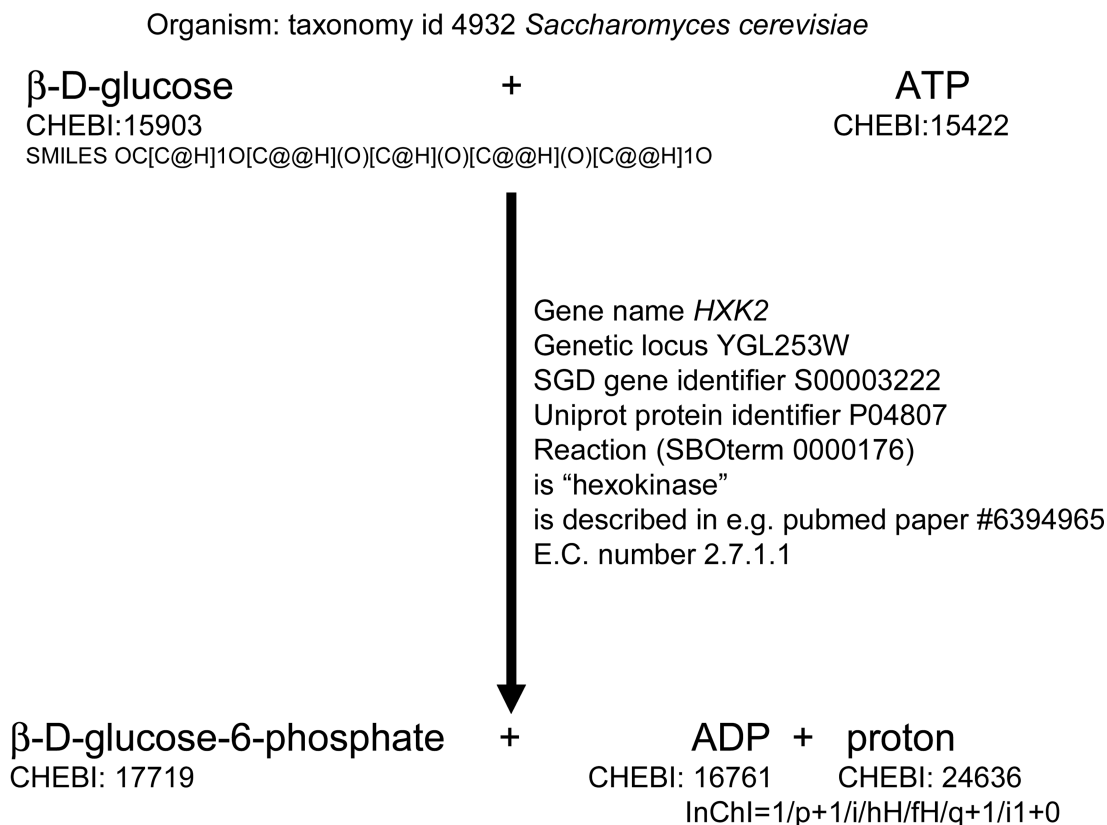 Organism: taxonomy id 4932 Saccharomyces cerevisiae
β-D-glucose + ATP
CHEBI:15903 CHEBI:15422
SMILES OC[C@H]1O[C@@H](O)[C@H](O)[C@@H](O)[C@@H]1O
Gene name HXK2
Genetic locus YGL253W
SGD gene identifier S00003222
Uniprot protein identifier P04807
Reaction (SBOterm 0000176)
is “hexokinase”
is described in e.g. pubmed paper #6394965
E.C. number 2.7.1.1
β-D-glucose-6-phosphate + ADP + proton
CHEBI: 17719 CHEBI: 16761 CHEBI: 24636
InChI=1/p+1/i/hH/fH/q+1/i1+0